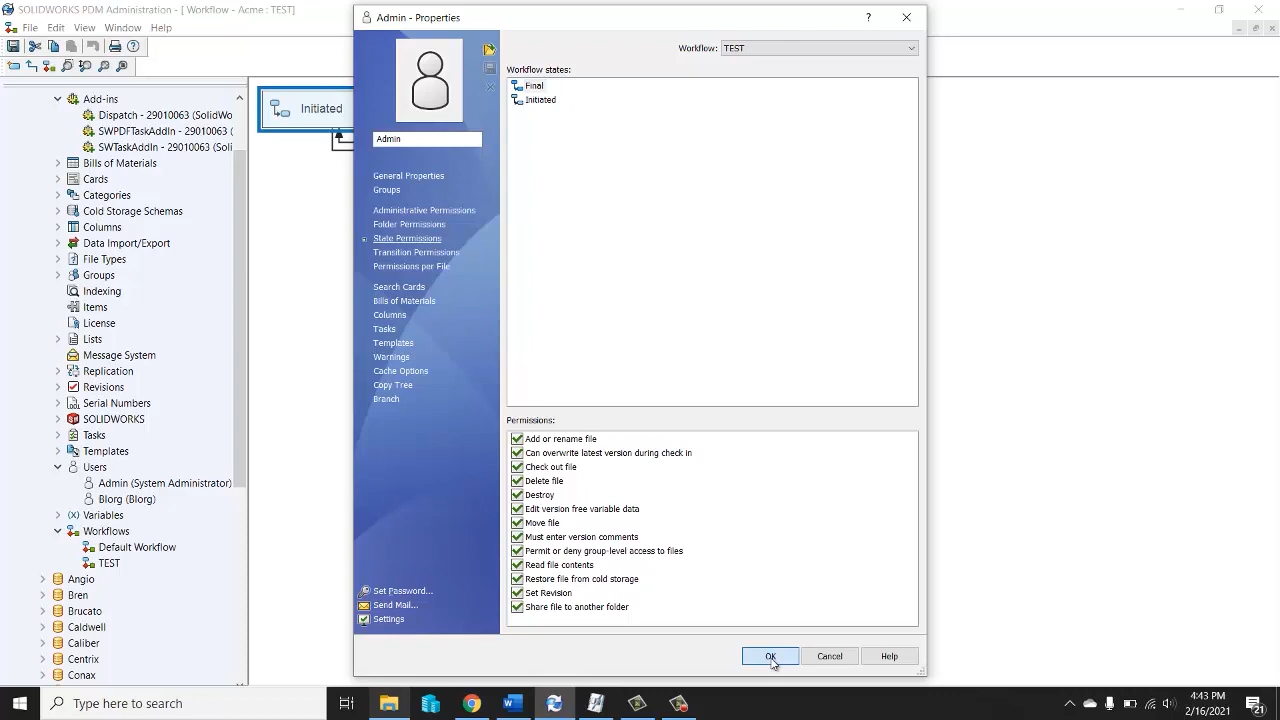 SOLIDWORKS PDM Administration - [ Workflow - Acme : TEST]
File Edit View Window Help
Add-ins
Dispatch - 29010063 (SolidWo
SWPDFTaskAddIn - 29010063 (
SWTaskAddIn - 29010063 (Soli
Bills of Materials
Cards
Categories
Cold Storage Schemas
Columns
Data Import/Export
File Types
Groups
Indexing
Items
License
Lists
Message System
Replication
Revisions
Serial Numbers
SOLIDWORKS
Tasks
Templates
Users
Admin (System Administrator)
Blorg (Blorg)
Variables
Workflows
Default Workflow
TEST
Angio
Bren
Brucato
Caldwell
Caliber
Centrix
Conax
Initiated
Admin - Properties
?
Admin
General Properties
Groups
Administrative Permissions
Folder Permissions
State Permissions
Transition Permissions
Permissions per File
Search Cards
Bills of Materials
Columns
Tasks
Templates
Warnings
Cache Options
Copy Tree
Branch
Set Password...
Send Mail...
Settings
Workflow: TEST
Workflow states:
Final
Initiated
Permissions:
Add or rename file
Can overwrite latest version during check in
Check out file
Delete file
Destroy
Edit version free variable data
Move file
Must enter version comments
Permit or deny group-level access to files
Read file contents
Restore file from cold storage
Set Revision
Share file to another folder
OK Cancel Help
Type here to search
4:43 PM
2/16/2021
21